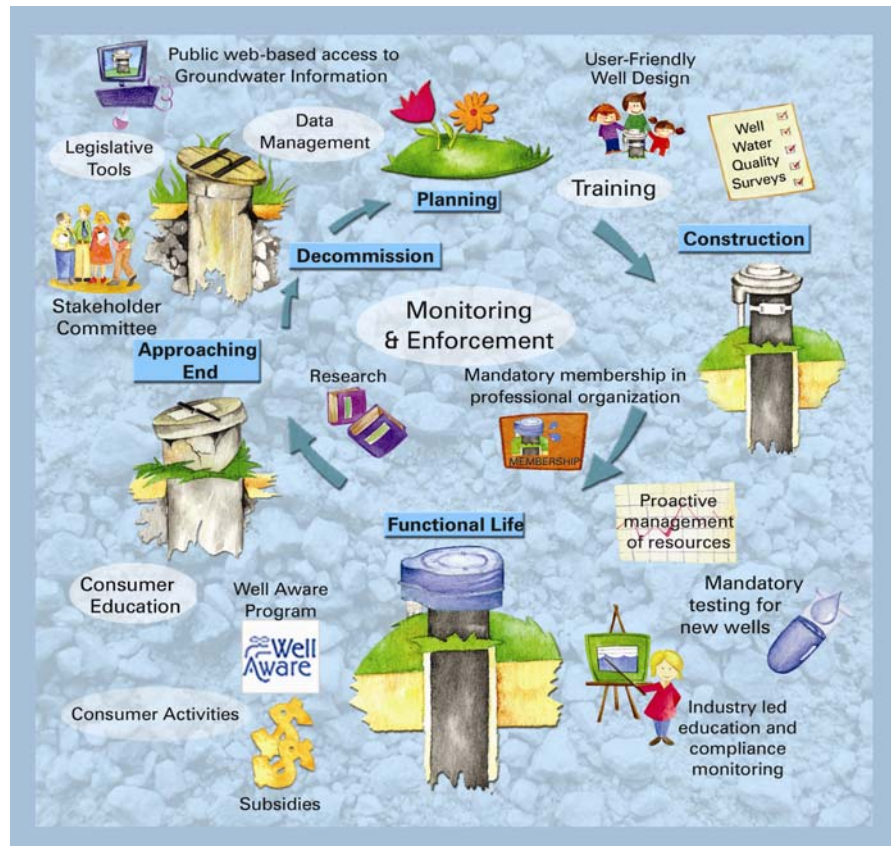 Public web-based access to
Groundwater Information
User-Friendly
Well Design
Data
Management
Legislative
Tools
Well
Water
Quality
Surveys
Planning
Training
Construction
Decommission
Stakeholder
Committee
Monitoring
& Enforcement
Approaching
End
Research
Mandatory membership in
professional organization
MEMBERSHIP
Functional Life
Proactive
management
of resources
Consumer
Education
Well Aware
Program
Well
Aware
Mandatory
testing for
new wells
Consumer Activities
Industry led
education and
compliance
monitoring
Subsidies